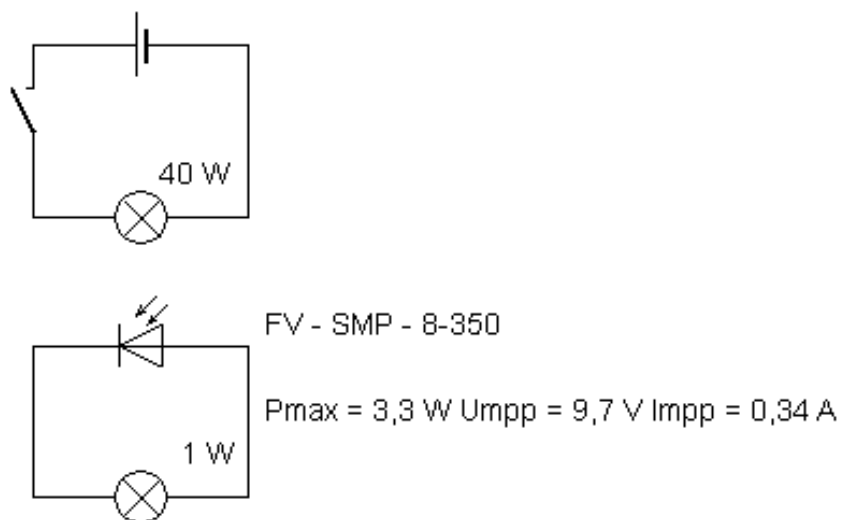 40 W
FV - SMP - 8-350
Pmax = 3,3 W Umpp = 9,7 V Impp = 0,34 A
1 W